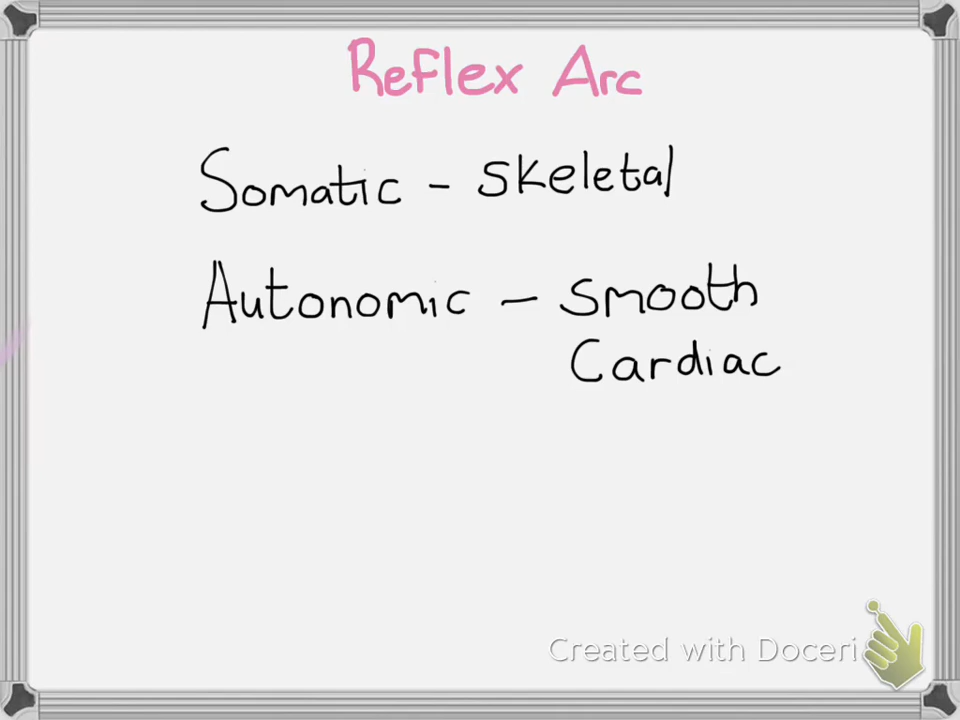 Reflex Arc
Somatic - Skeletal
Autonomic - Smooth
Cardiac
Created with Doceri